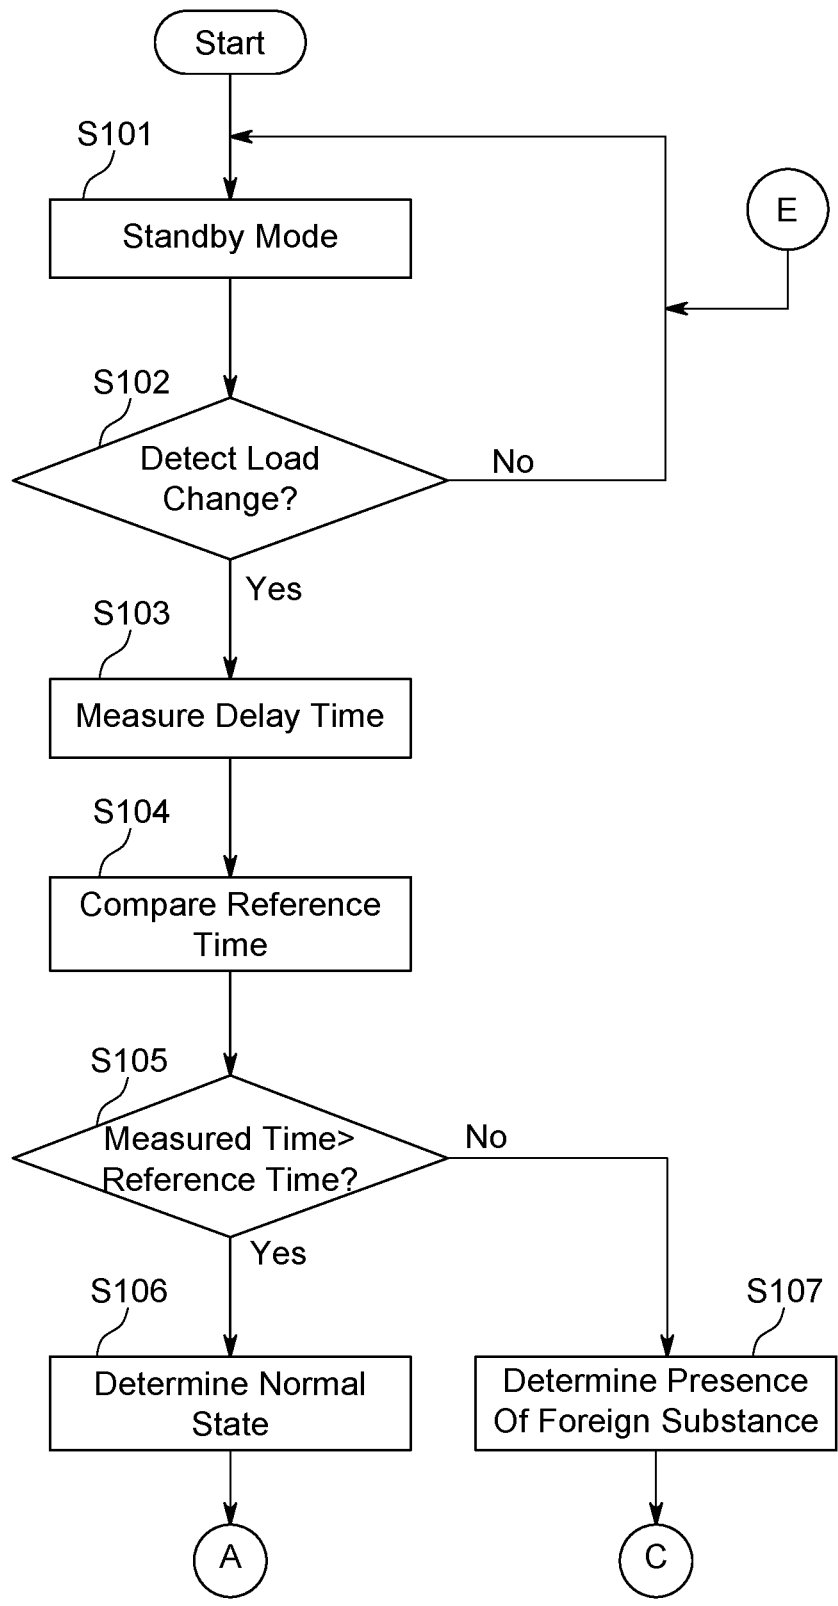 Start
S101
Standby Mode
E
S102
Detect Load
Change?
No
Yes
S103
Measure Delay Time
S104
Compare Reference
Time
S105
Measured Time>
Reference Time?
No
Yes
S106
Determine Normal
State
S107
Determine Presence
Of Foreign Substance
A
C